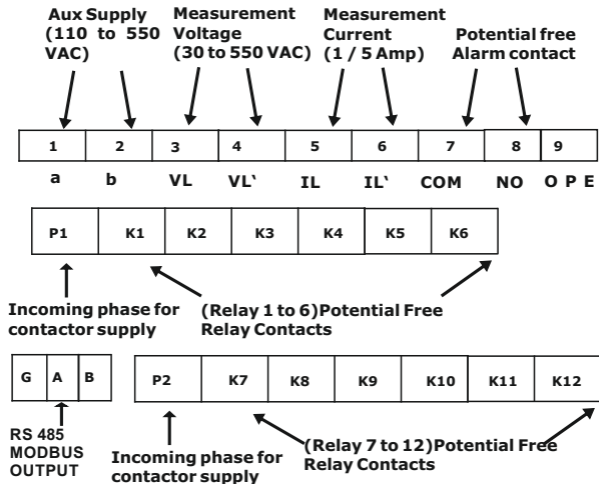 Aux Supply
(110 to 550
VAC)
Measurement
Voltage
(30 to 550 VAC)
Measurement
Current
(1 / 5 Amp)
Potential free
Alarm contact
1 2 3 4 5 6 7 8 9
a b VL VL‛ IL IL‛ COM NO O P E
P1 K1 K2 K3 K4 K5 K6
Incoming phase for
contactor supply
(Relay 1 to 6)Potential Free
Relay Contacts
G A B
P2 K7 K8 K9 K10 K11 K12
RS 485
MODBUS
OUTPUT
Incoming phase for
contactor supply
(Relay 7 to 12)Potential Free
Relay Contacts